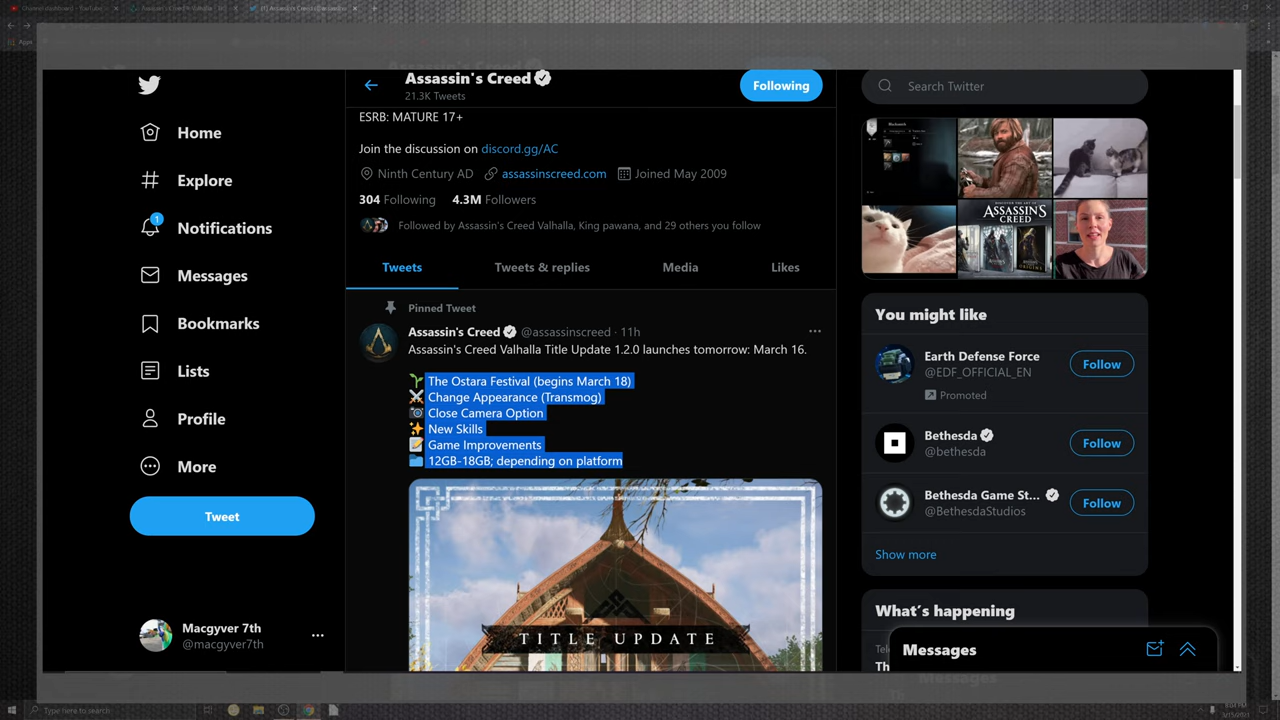 Apps
Home
Explore
1
Notifications
Messages
Bookmarks
Lists
Profile
More
Tweet
Macgyver 7th
@macgyver7th
Assassin's Creed
21.3K Tweets
Following
ESRB: MATURE 17+
Join the discussion on discord.gg/AC
Ninth Century AD assassinscreed.com Joined May 2009
304 Following 4.3M Followers
Followed by Assassin's Creed Valhalla, King pawana, and 29 others you follow
Tweets Tweets & replies Media Likes
Pinned Tweet
Assassin's Creed @assassinscreed · 11h
Assassin's Creed Valhalla Title Update 1.2.0 launches tomorrow: March 16.
The Ostara Festival (begins March 18)
Change Appearance (Transmog)
Close Camera Option
New Skills
Game Improvements
12GB-18GB; depending on platform
TITLE UPDATE
Search Twitter
ASSASSIN'S
CREED
You might like
Earth Defense Force
@EDF_OFFICIAL_EN
Follow
Promoted
Bethesda
@bethesda
Follow
Bethesda Game St...
@BethesdaStudios
Follow
Show more
What's happening
Messages
Type here to search